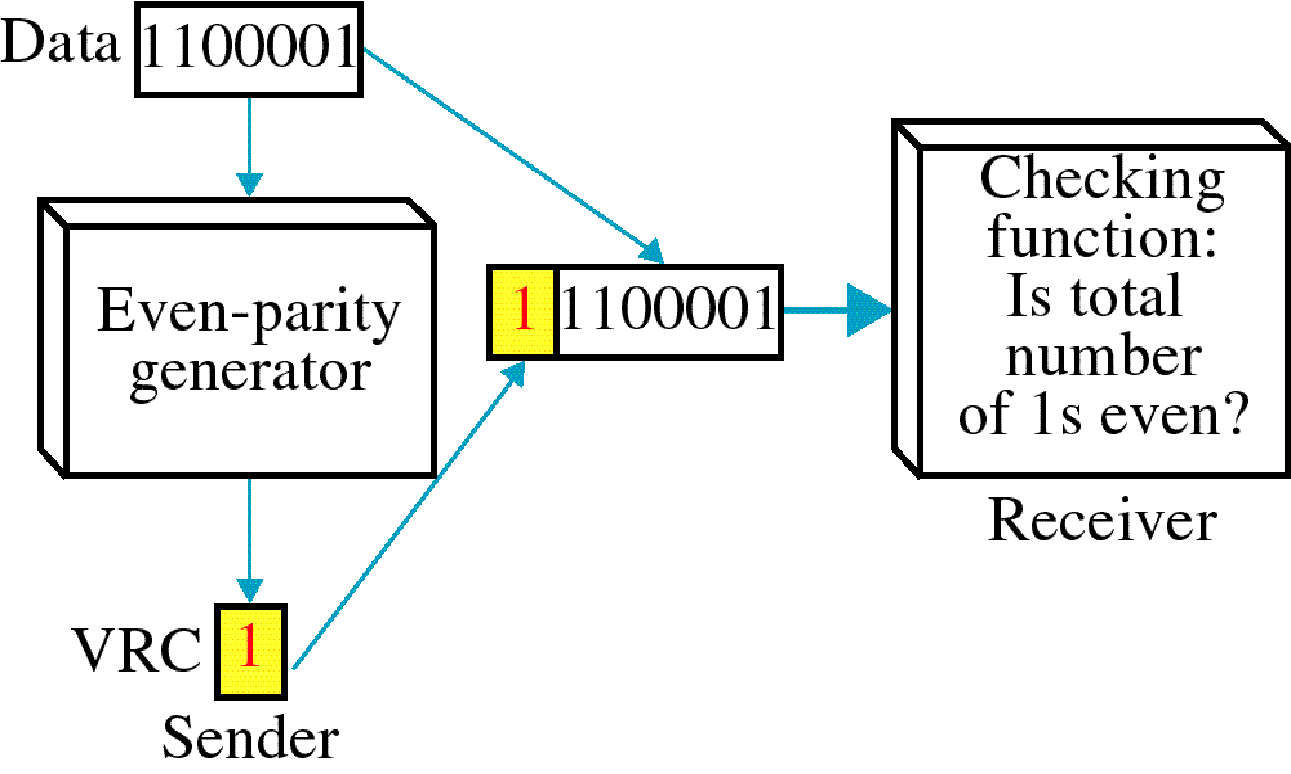 Data 1100001
Even-parity
generator
VRC 1
Sender
1 1100001
Checking
function:
Is total
number
of 1s even?
Receiver